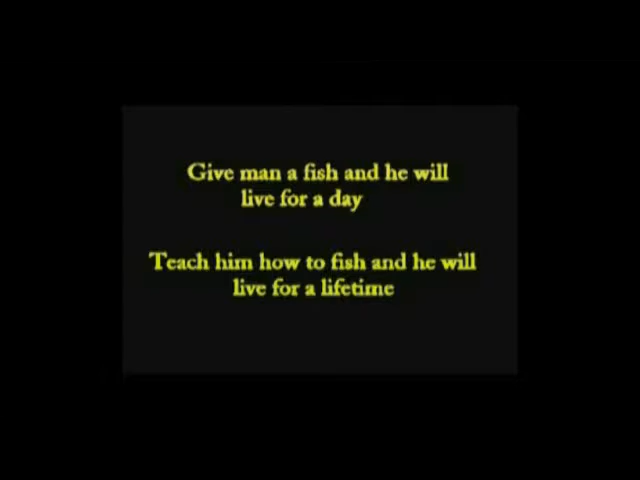 Give man a fish and he will
live for a day
Teach him how to fish and he will
live for a lifetime